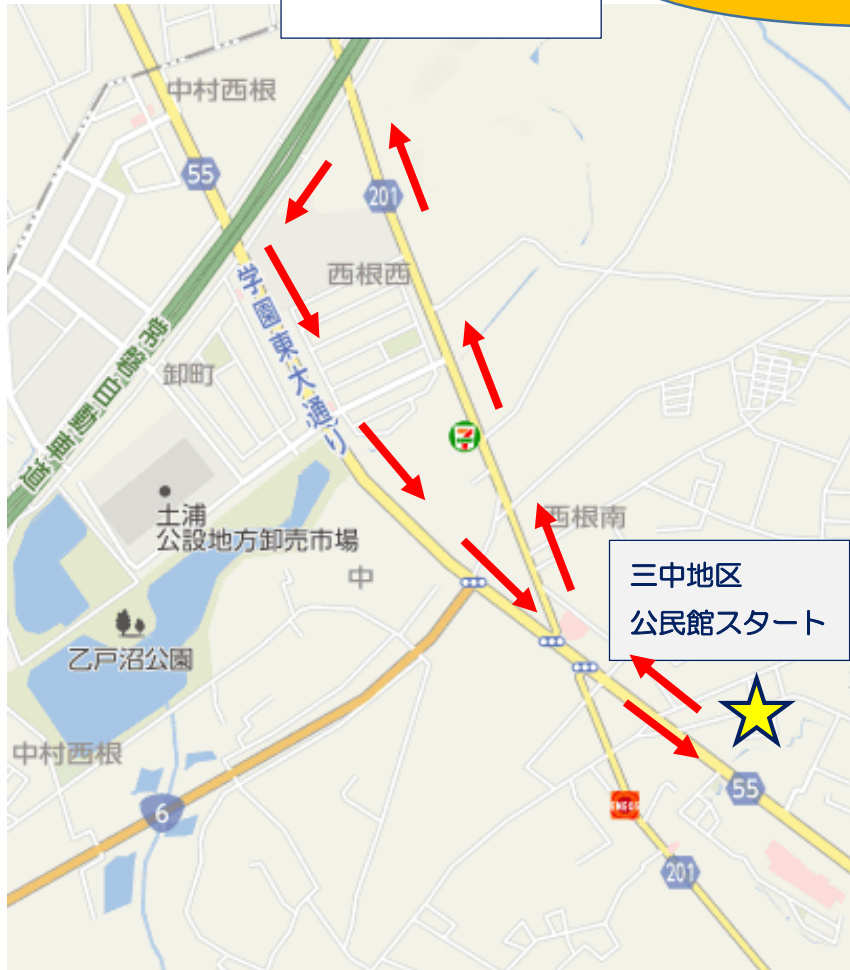 中村西根
55
201
西根西
学園東大通り
卸町
常磐自動車道
土浦
公設地方卸売市場
西根南
中
三中地区
公民館スタート
乙戸沼公園
中村西根
6
55
ENEOS
201